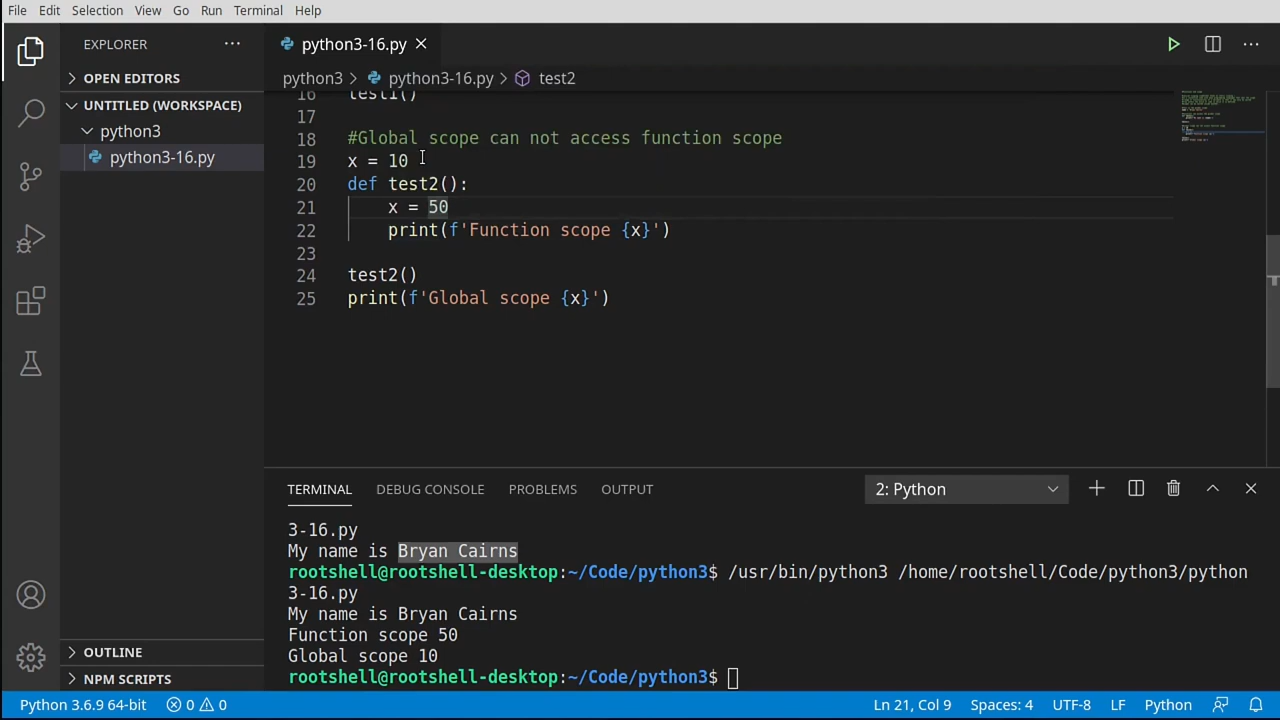 File Edit Selection View Go Run Terminal Help
EXPLORER
OPEN EDITORS
UNTITLED (WORKSPACE)
python3
python3-16.py
OUTLINE
NPM SCRIPTS
python3-16.py
python3 > python3-16.py > test2
16 test1()
17
18 #Global scope can not access function scope
19 x = 10
20 def test2():
21 x = 50
22 print(f'Function scope {x}')
23
24 test2()
25 print(f'Global scope {x}')
TERMINAL DEBUG CONSOLE PROBLEMS OUTPUT 2: Python
3-16.py
My name is Bryan Cairns
rootshell@rootshell-desktop:~/Code/python3$ /usr/bin/python3 /home/rootshell/Code/python3/python
3-16.py
My name is Bryan Cairns
Function scope 50
Global scope 10
rootshell@rootshell-desktop:~/Code/python3$
Python 3.6.9 64-bit 0 0 Ln 21, Col 9 Spaces: 4 UTF-8 LF Python